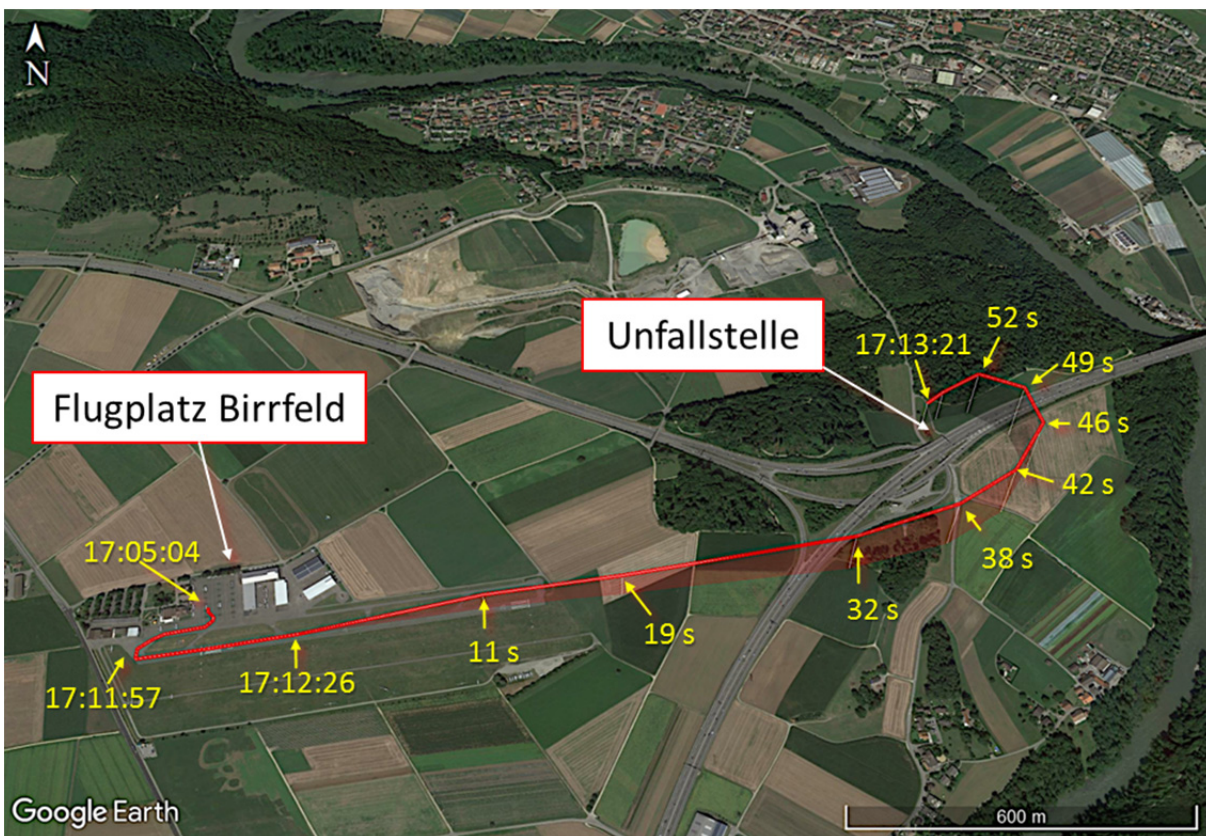 N
Unfallstelle
52 s
17:13:21
49 s
Flugplatz Birrfeld
46 s
42 s
17:05:04
38 s
32 s
19 s
11 s
17:12:26
17:11:57
Google Earth
600 m